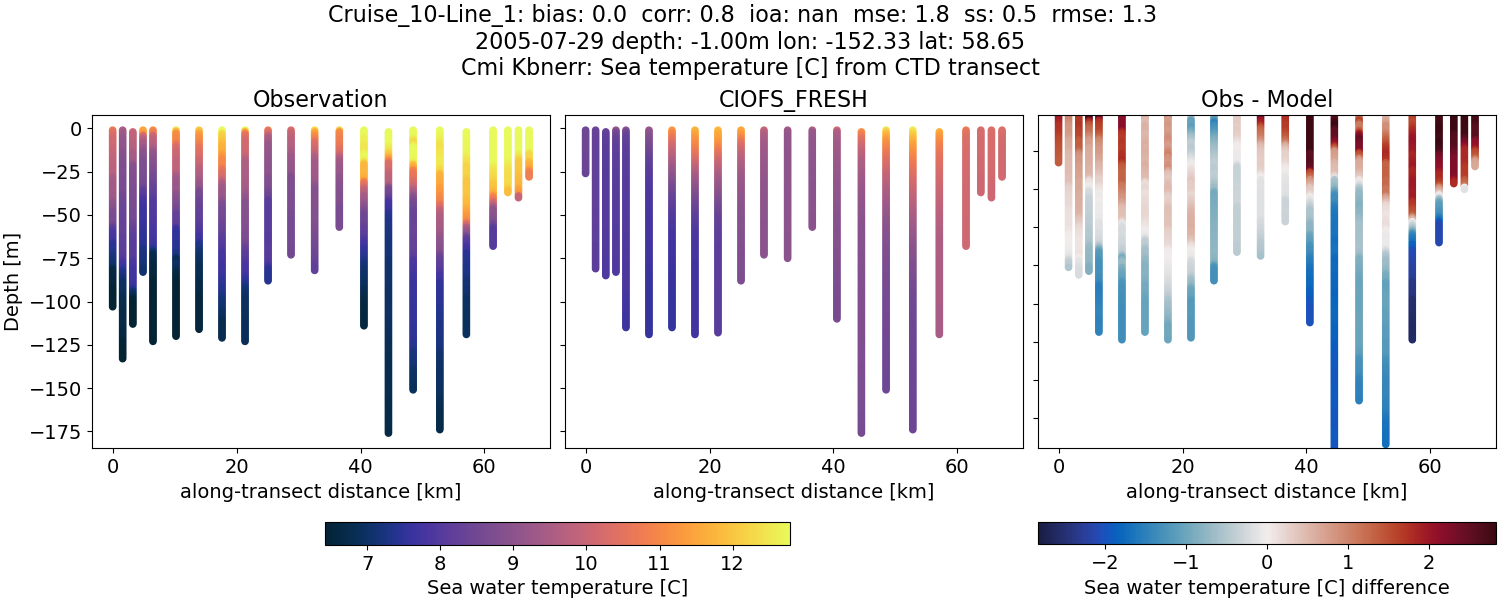 Cruise_10-Line_1: bias: 0.0  corr: 0.8  ioa: nan  mse: 1.8  ss: 0.5  rmse: 1.3
2005-07-29 depth: -1.00m lon: -152.33 lat: 58.65
Cmi Kbnerr: Sea temperature [C] from CTD transect
Observation
CIOFS_FRESH
Obs - Model
Depth [m]
0
−25
−50
−75
−100
−125
−150
−175
0 20 40 60
0 20 40 60
0 20 40 60
along-transect distance [km]
along-transect distance [km]
along-transect distance [km]
7 8 9 10 11 12
Sea water temperature [C]
−2 −1 0 1 2
Sea water temperature [C] difference